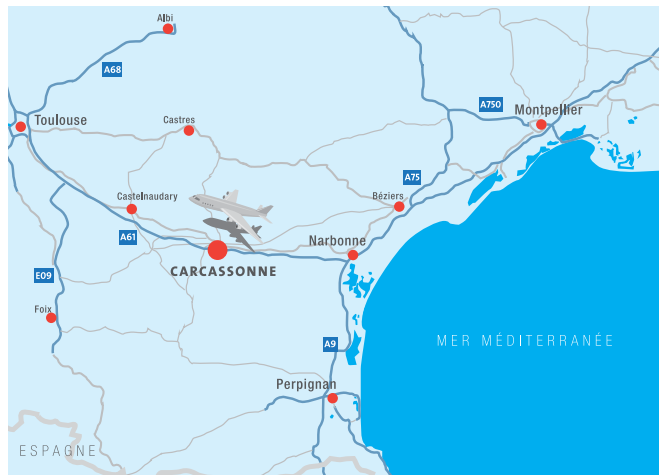 Albi
A68
A750
Montpellier
Toulouse
Castres
A75
Castelnaudary
Béziers
A61
Narbonne
CARCASSONNE
E09
Foix
A9
MER MÉDITERRANÉE
Perpignan
ESPAGNE